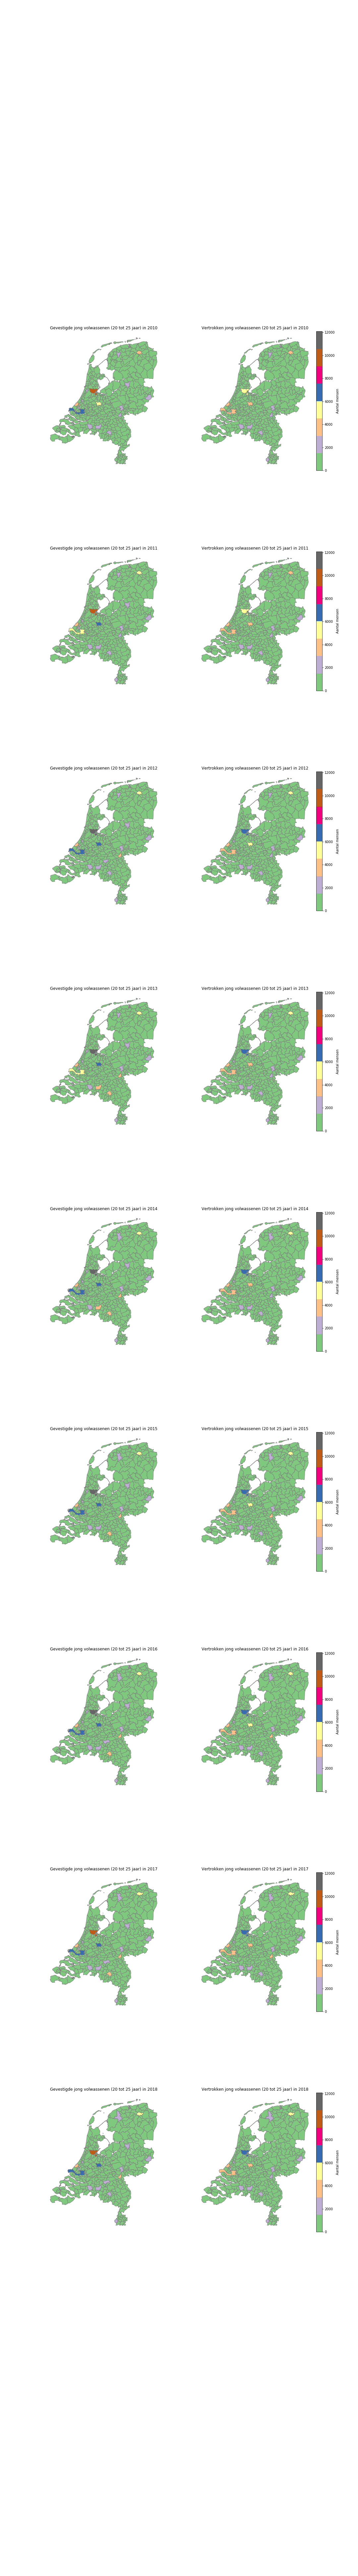 Gevestigde jong volwassenen (20 tot 25 jaar) in 2010
Vertrokken jong volwassenen (20 tot 25 jaar) in 2010
12000
10000
8000
6000
4000
2000
0
Aantal mensen
Gevestigde jong volwassenen (20 tot 25 jaar) in 2011
Vertrokken jong volwassenen (20 tot 25 jaar) in 2011
12000
10000
8000
6000
4000
2000
0
Aantal mensen
Gevestigde jong volwassenen (20 tot 25 jaar) in 2012
Vertrokken jong volwassenen (20 tot 25 jaar) in 2012
12000
10000
8000
6000
4000
2000
0
Aantal mensen
Gevestigde jong volwassenen (20 tot 25 jaar) in 2013
Vertrokken jong volwassenen (20 tot 25 jaar) in 2013
12000
10000
8000
6000
4000
2000
0
Aantal mensen
Gevestigde jong volwassenen (20 tot 25 jaar) in 2014
Vertrokken jong volwassenen (20 tot 25 jaar) in 2014
12000
10000
8000
6000
4000
2000
0
Aantal mensen
Gevestigde jong volwassenen (20 tot 25 jaar) in 2015
Vertrokken jong volwassenen (20 tot 25 jaar) in 2015
12000
10000
8000
6000
4000
2000
0
Aantal mensen
Gevestigde jong volwassenen (20 tot 25 jaar) in 2016
Vertrokken jong volwassenen (20 tot 25 jaar) in 2016
12000
10000
8000
6000
4000
2000
0
Aantal mensen
Gevestigde jong volwassenen (20 tot 25 jaar) in 2017
Vertrokken jong volwassenen (20 tot 25 jaar) in 2017
12000
10000
8000
6000
4000
2000
0
Aantal mensen
Gevestigde jong volwassenen (20 tot 25 jaar) in 2018
Vertrokken jong volwassenen (20 tot 25 jaar) in 2018
12000
10000
8000
6000
4000
2000
0
Aantal mensen